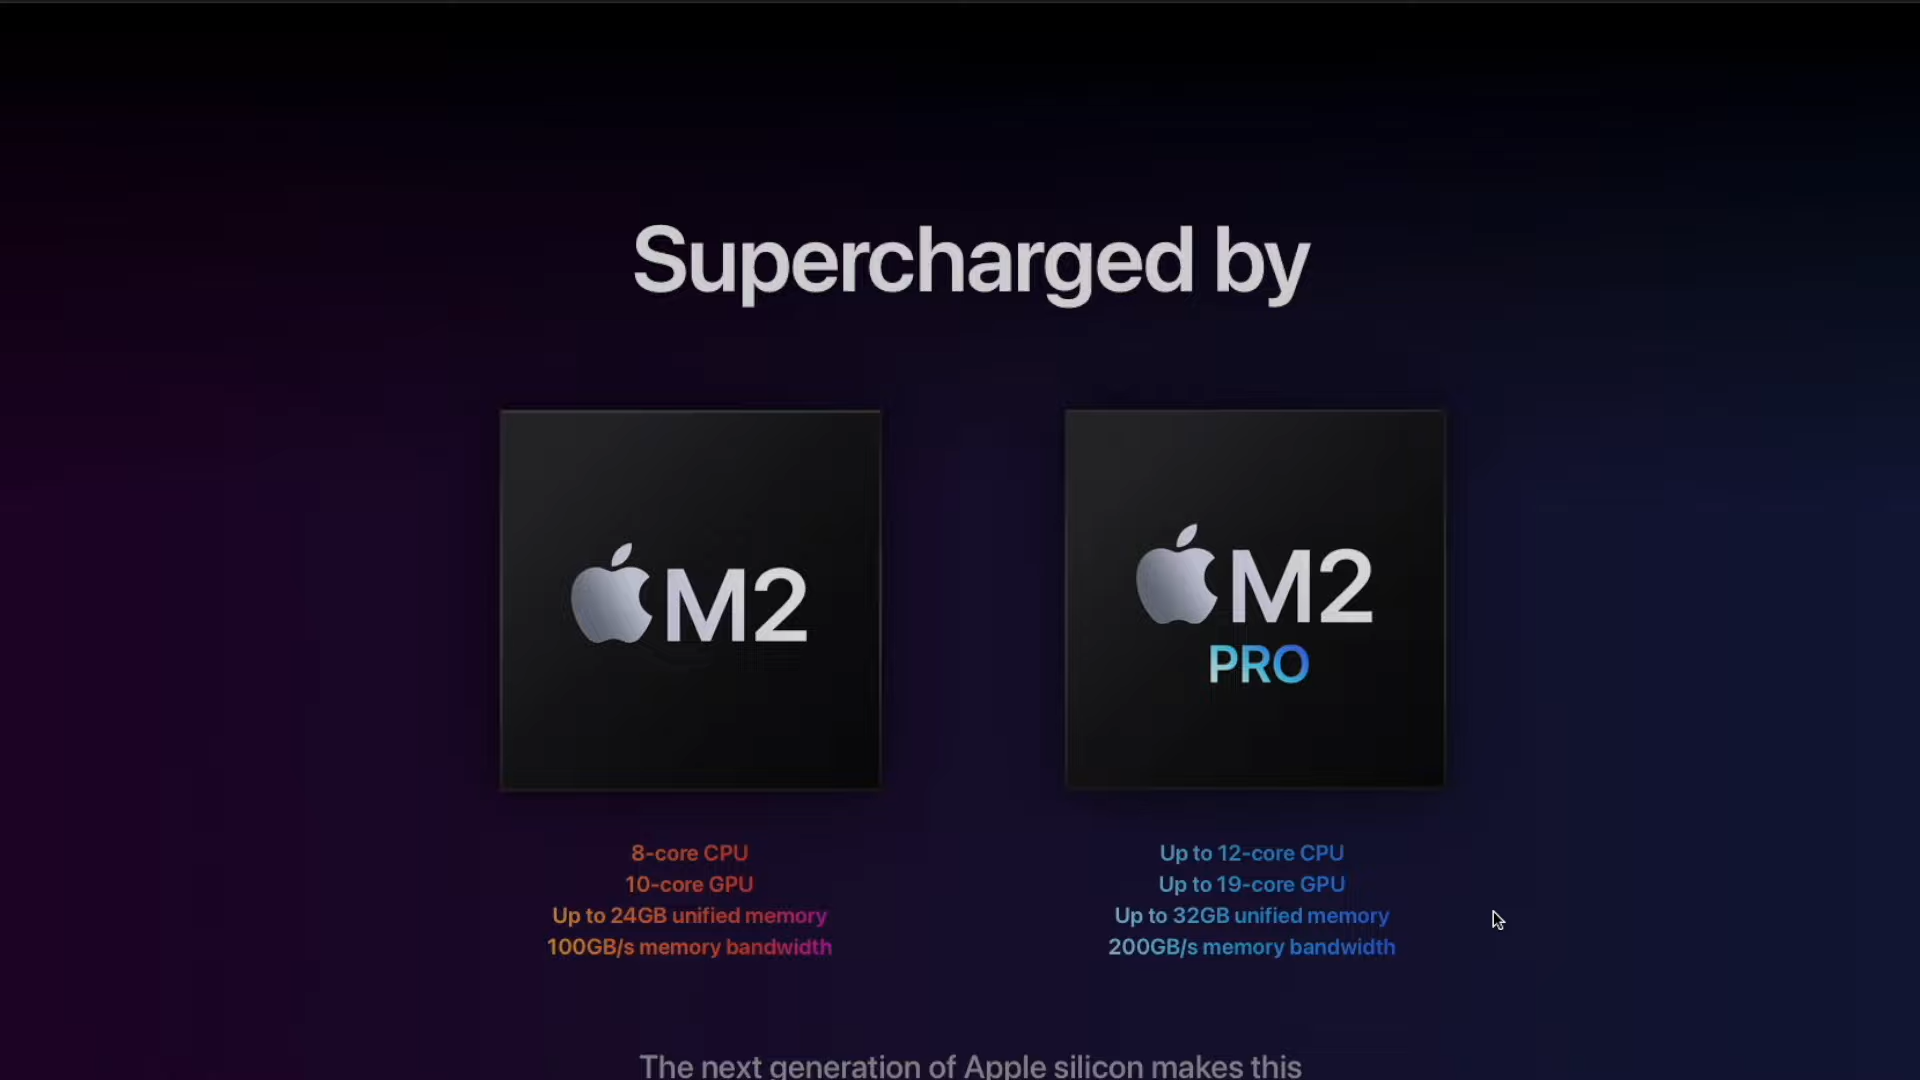 Supercharged by
M2
M2
PRO
8-core CPU
10-core GPU
Up to 24GB unified memory
100GB/s memory bandwidth
Up to 12-core CPU
Up to 19-core GPU
Up to 32GB unified memory
200GB/s memory bandwidth
The next generation of Apple silicon makes this